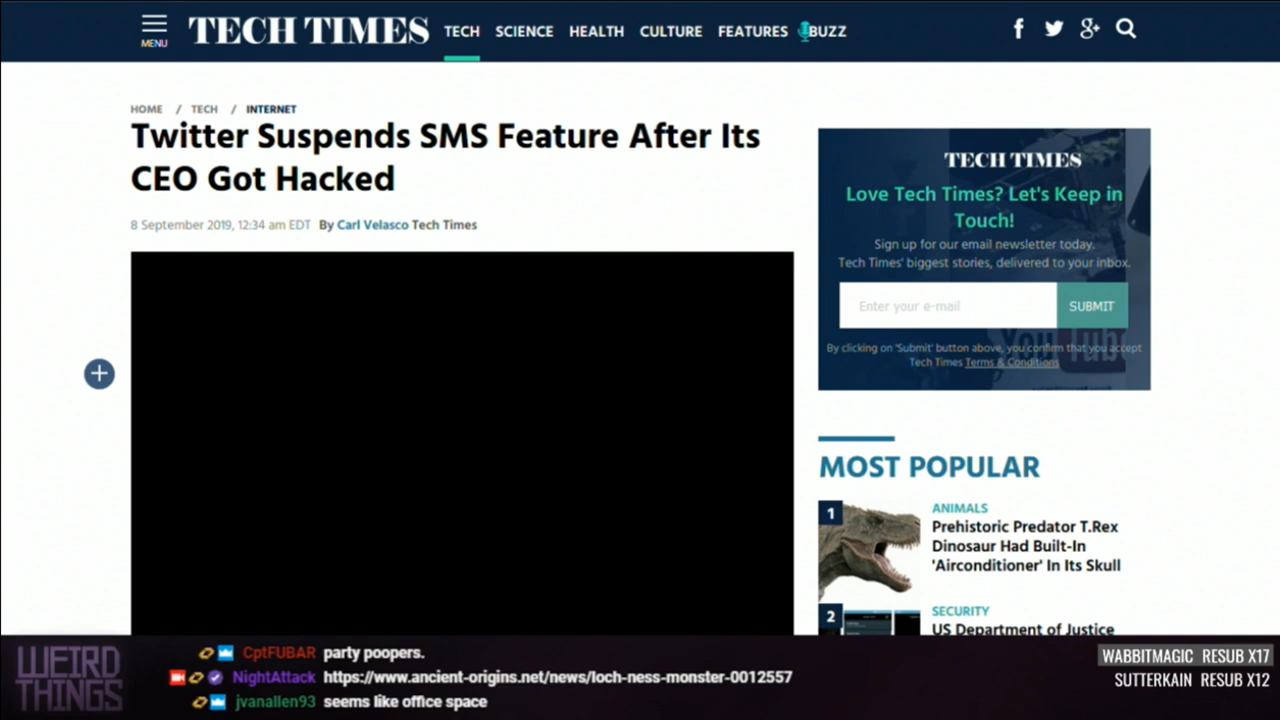 MENU
TECH TIMES
TECH SCIENCE HEALTH CULTURE FEATURES BUZZ
HOME / TECH / INTERNET
Twitter Suspends SMS Feature After Its
CEO Got Hacked
8 September 2019, 12:34 am EDT By Carl Velasco Tech Times
TECH TIMES
Love Tech Times? Let's Keep in
Touch!
Sign up for our email newsletter today.
Tech Times' biggest stories, delivered to your inbox.
Enter your e-mail
SUBMIT
By clicking on 'Submit' button above, you confirm that you accept
Tech Times Terms & Conditions
MOST POPULAR
1
ANIMALS
Prehistoric Predator T.Rex
Dinosaur Had Built-In
'Airconditioner' In Its Skull
2
SECURITY
US Department of Justice
WEIRD
THINGS
CptFUBAR party poopers.
NightAttack https://www.ancient-origins.net/news/loch-ness-monster-0012557
jvanallen93 seems like office space
WABBITMAGIC RESUB X17
SUTTERKAIN RESUB X12